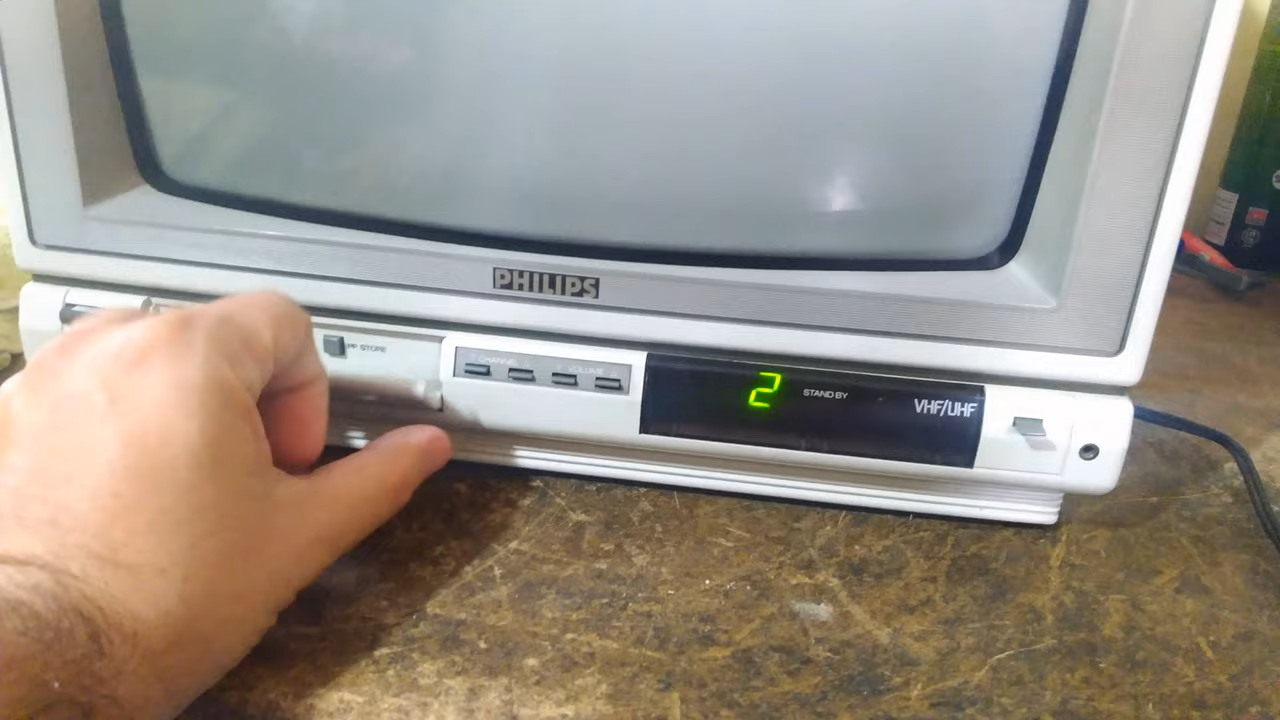 PHILIPS
PP STORE
CHANNEL
VOLUME
2
STAND BY
VHF/UHF